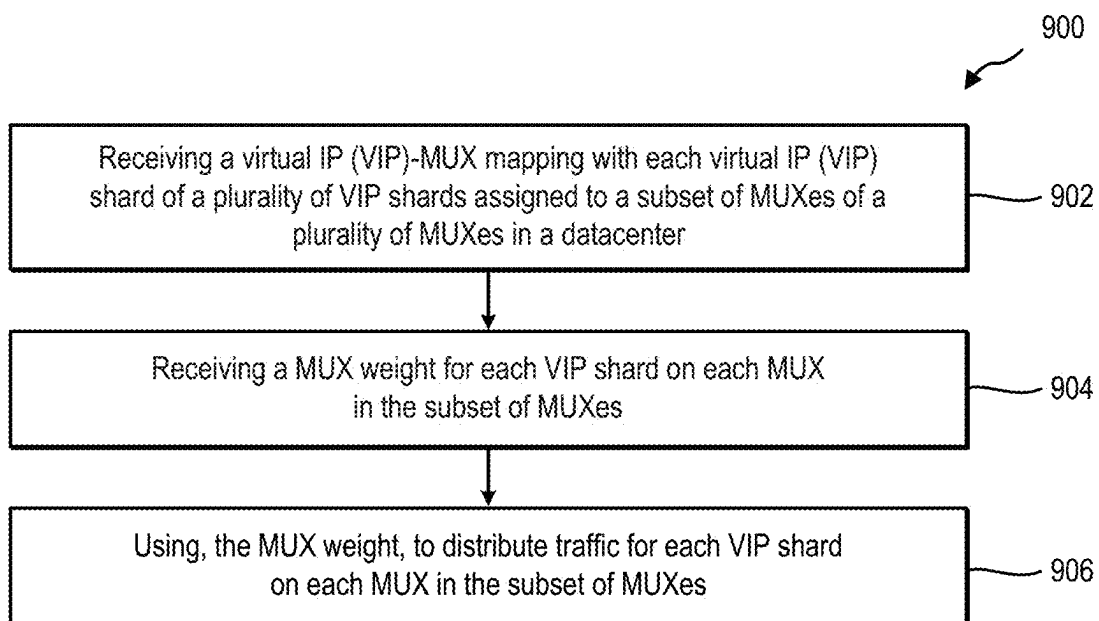 900
Receiving a virtual IP (VIP)-MUX mapping with each virtual IP (VIP)
shard of a plurality of VIP shards assigned to a subset of MUXes of a
plurality of MUXes in a datacenter
902
Receiving a MUX weight for each VIP shard on each MUX
in the subset of MUXes
904
Using, the MUX weight, to distribute traffic for each VIP shard
on each MUX in the subset of MUXes
906